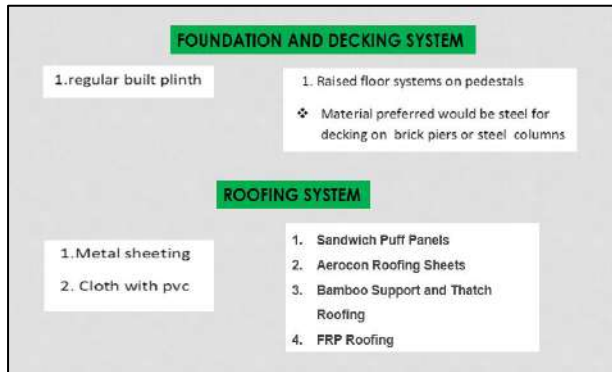 FOUNDATION AND DECKING SYSTEM
1.regular built plinth
1. Raised floor systems on pedestals
❖ Material preferred would be steel for
decking on brick piers or steel columns
ROOFING SYSTEM
1.Metal sheeting
2. Cloth with pvc
1. Sandwich Puff Panels
2. Aerocon Roofing Sheets
3. Bamboo Support and Thatch
Roofing
4. FRP Roofing